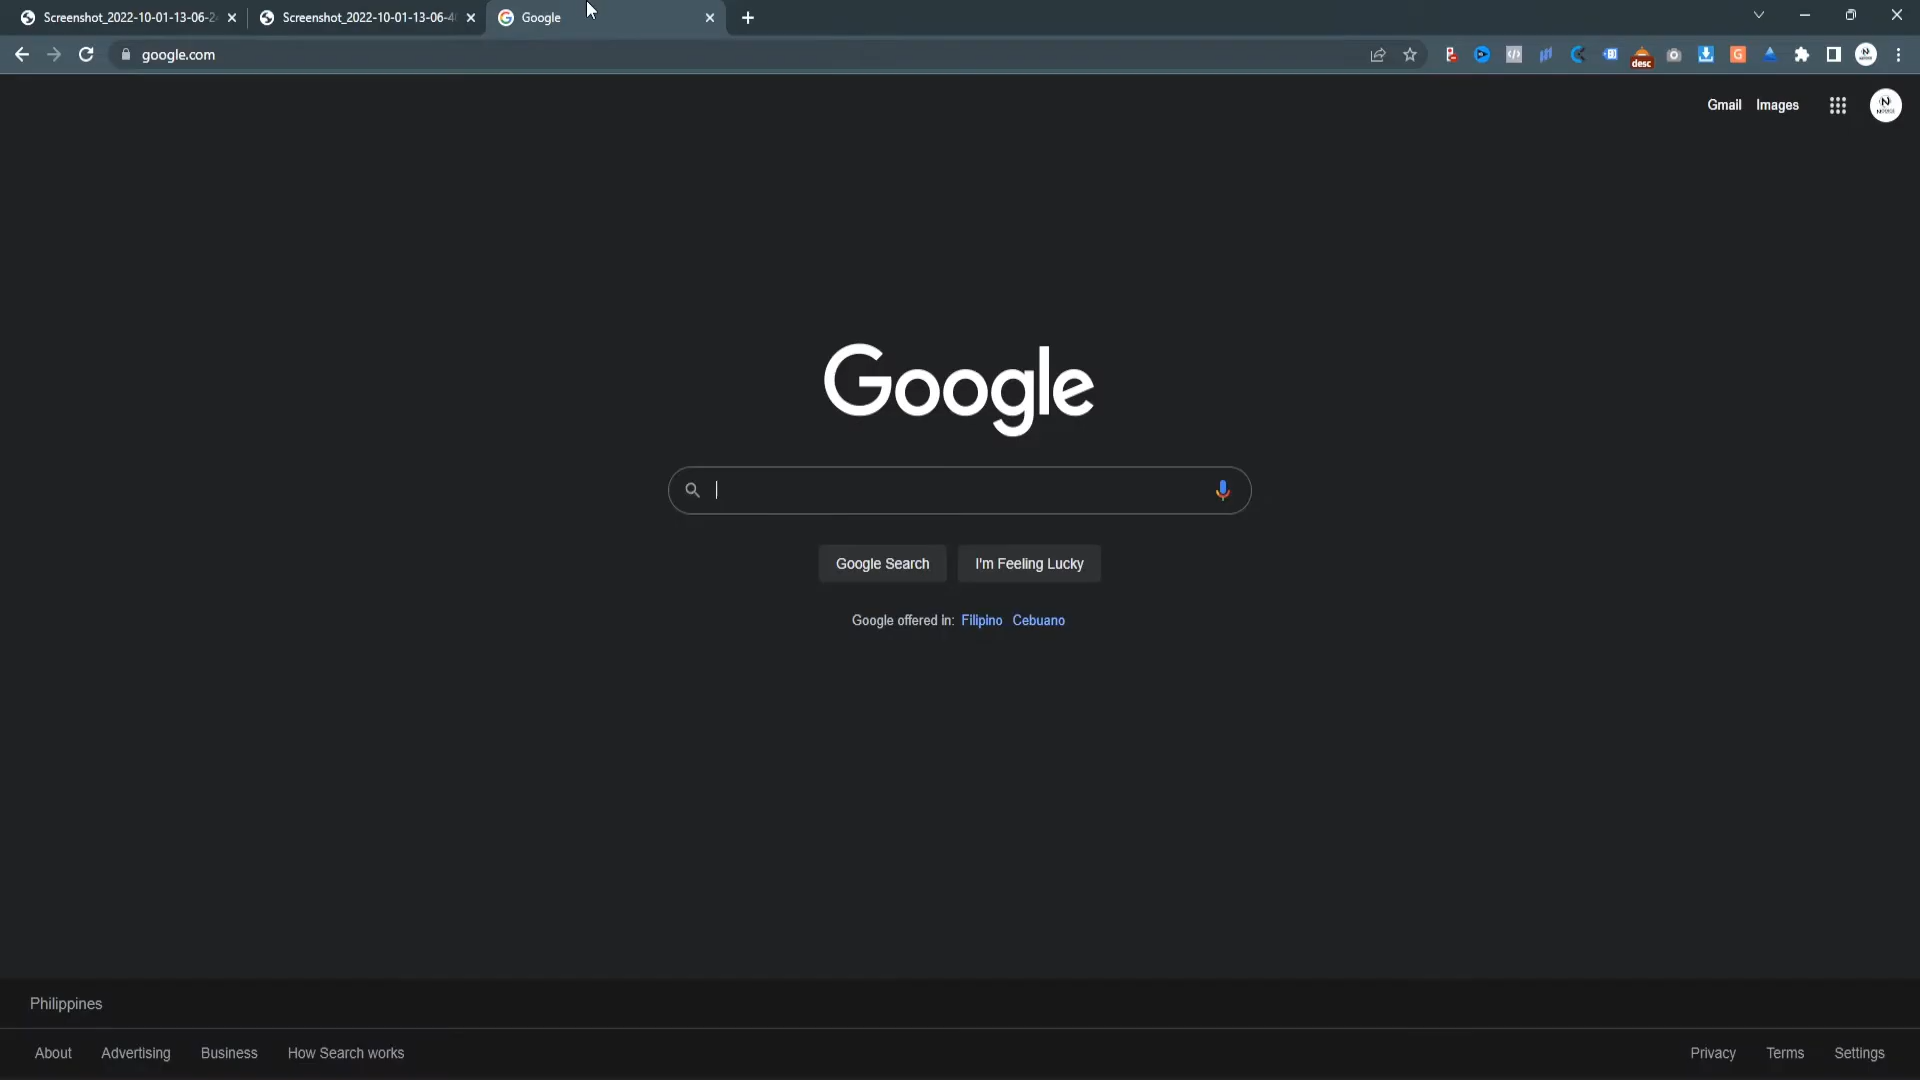 Screenshot_2022-10-01-13-06-2
Screenshot_2022-10-01-13-06-4
Google
google.com
desc
Gmail Images
Google
Google Search
I'm Feeling Lucky
Google offered in: Filipino Cebuano
Philippines
About Advertising Business How Search works
Privacy Terms Settings